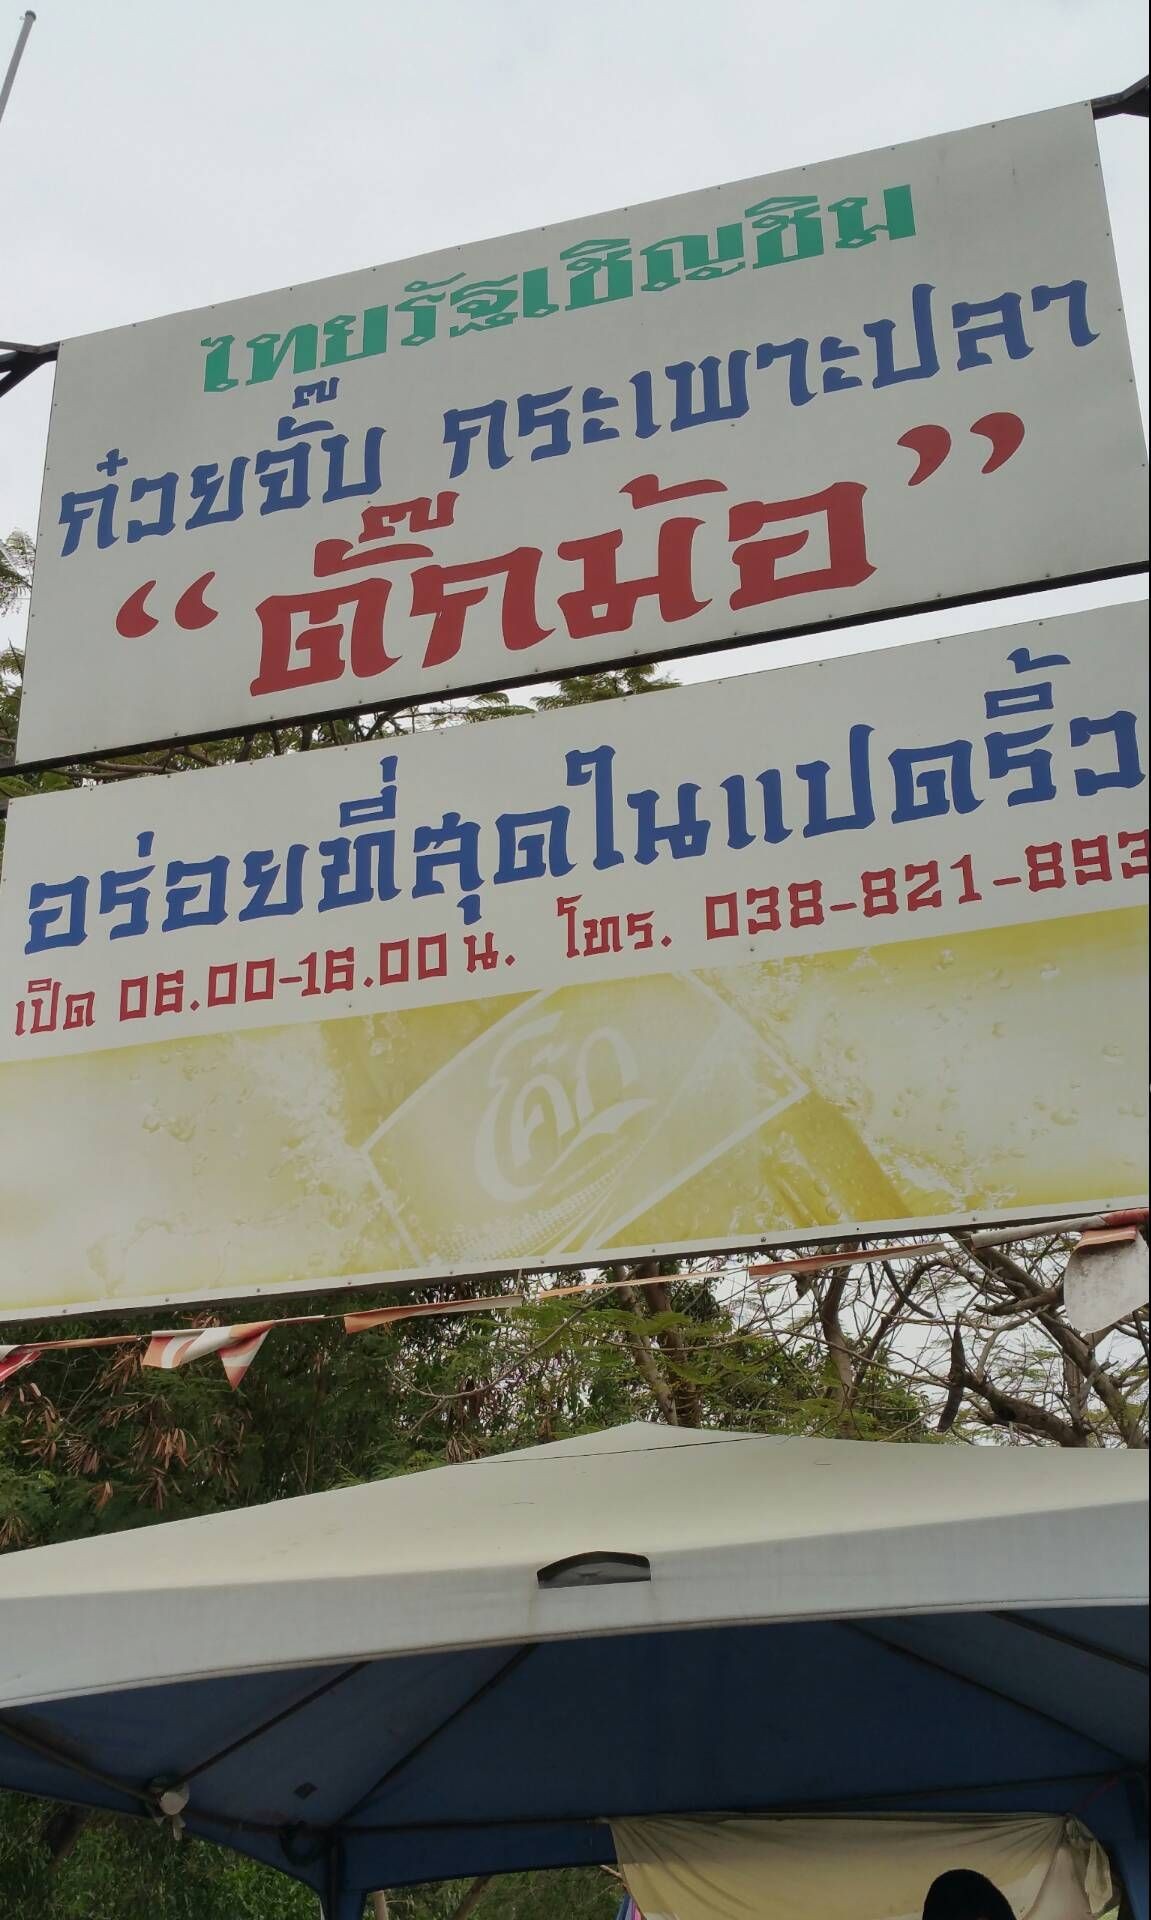 ไทยรัฐเชิญชิม
ก๋วยจั๊บ กระเพาะปลา
“ตั๊กม้อ”
อร่อยที่สุดในแปดริ้ว
เปิด 06.00-16.00 น. โทร. 038-821-893
โค้ก